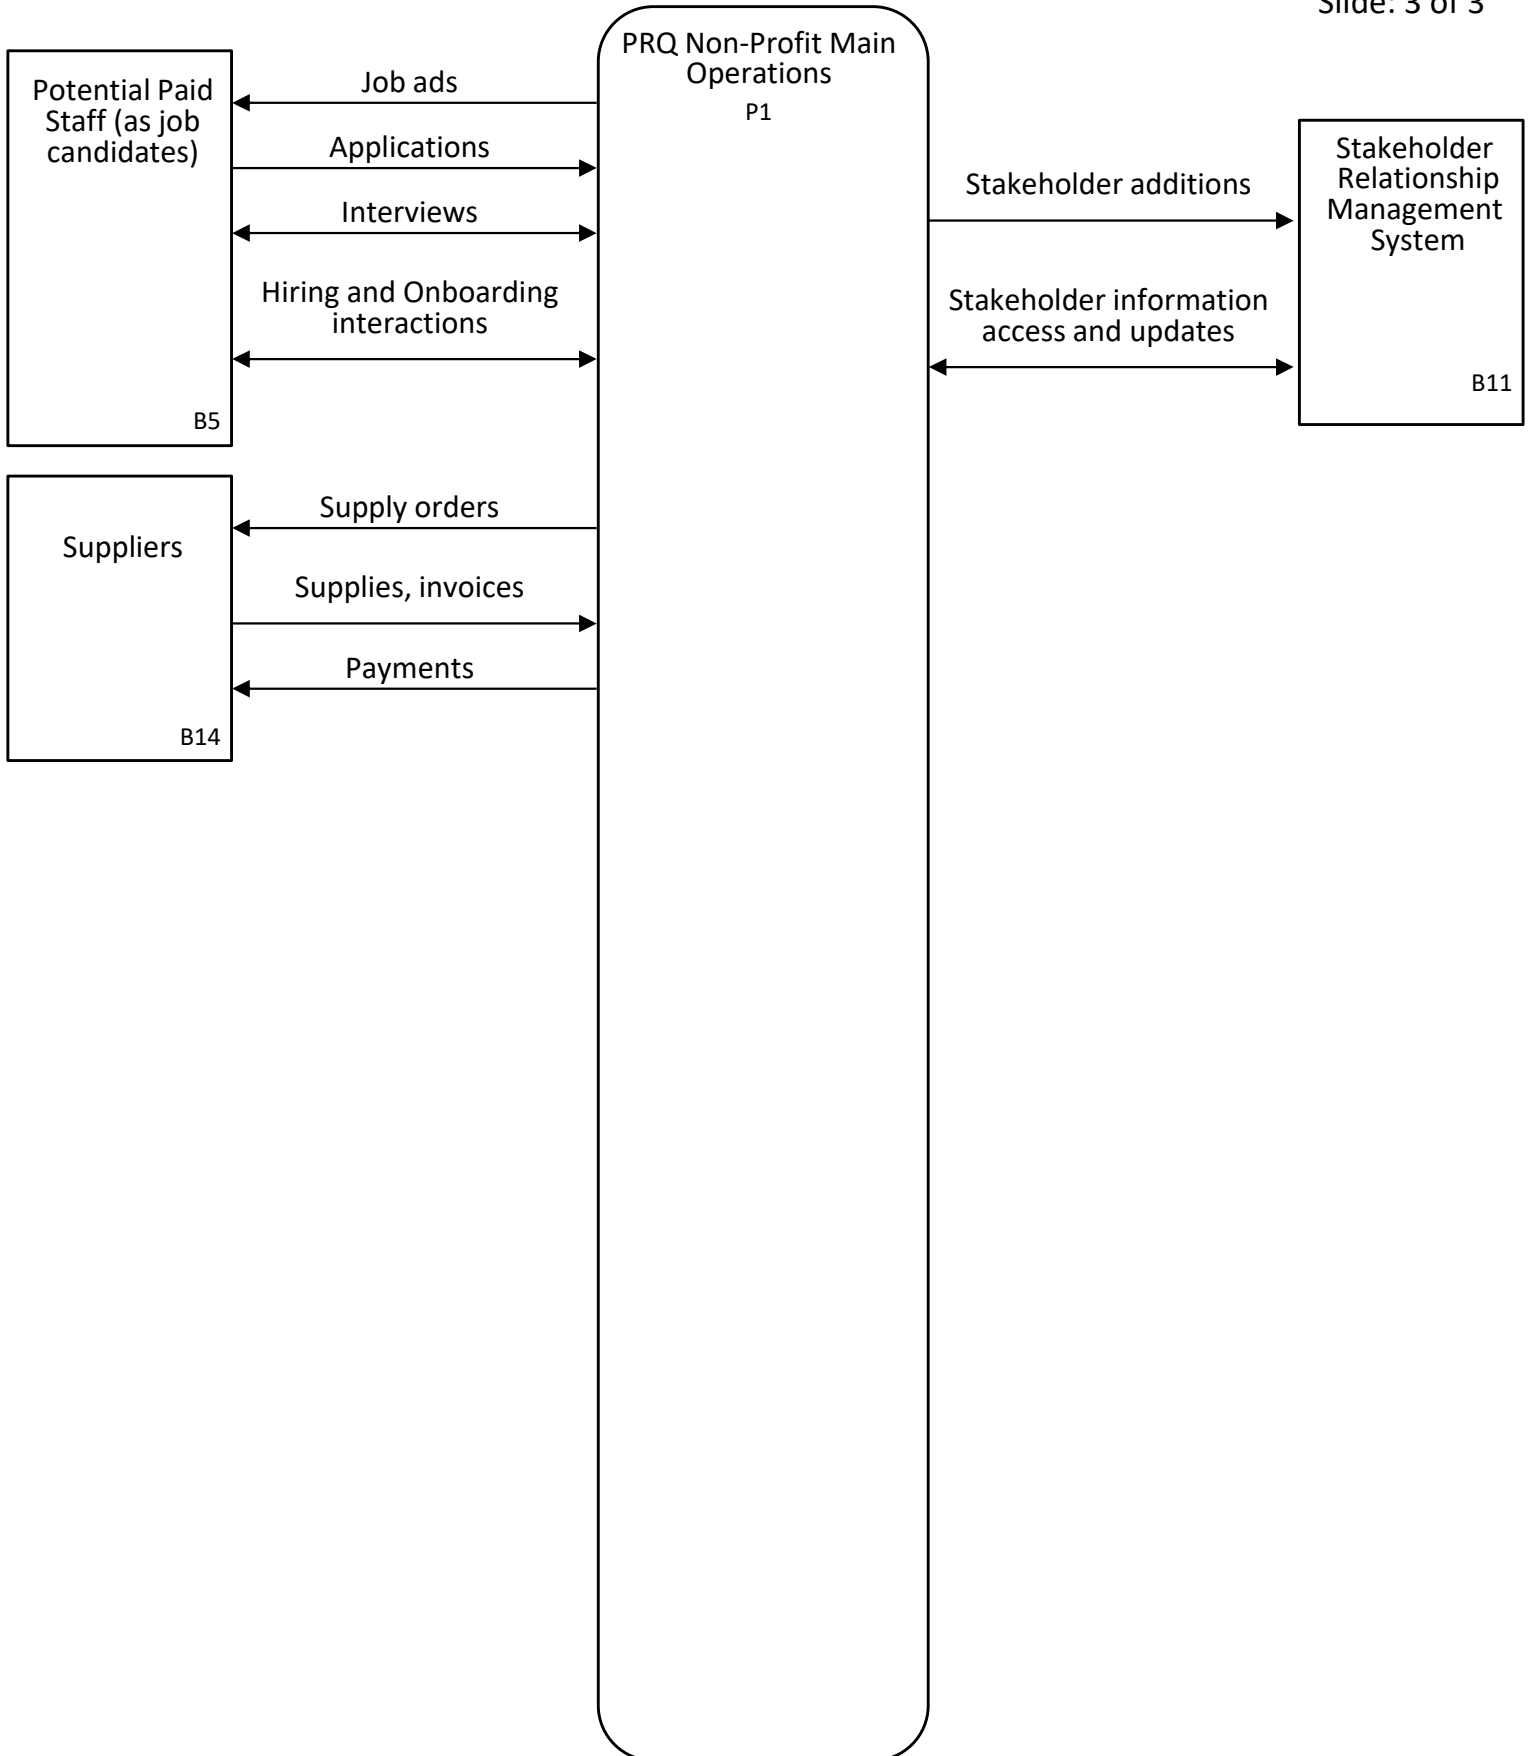 Slide: 3 of 3
PRQ Non-Profit Main
Operations
P1
Potential Paid
Staff (as job
candidates)
B5
Job ads
Applications
Interviews
Hiring and Onboarding
interactions
Stakeholder additions
Stakeholder information
access and updates
Stakeholder
Relationship
Management
System
B11
Suppliers
B14
Supply orders
Supplies, invoices
Payments